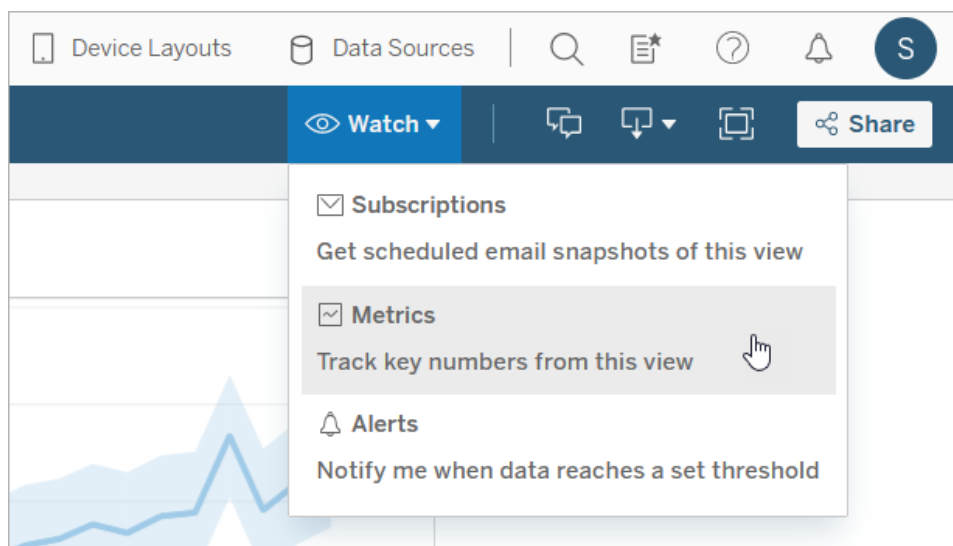 Device Layouts Data Sources S
Watch Share
Subscriptions
Get scheduled email snapshots of this view
Metrics
Track key numbers from this view
Alerts
Notify me when data reaches a set threshold